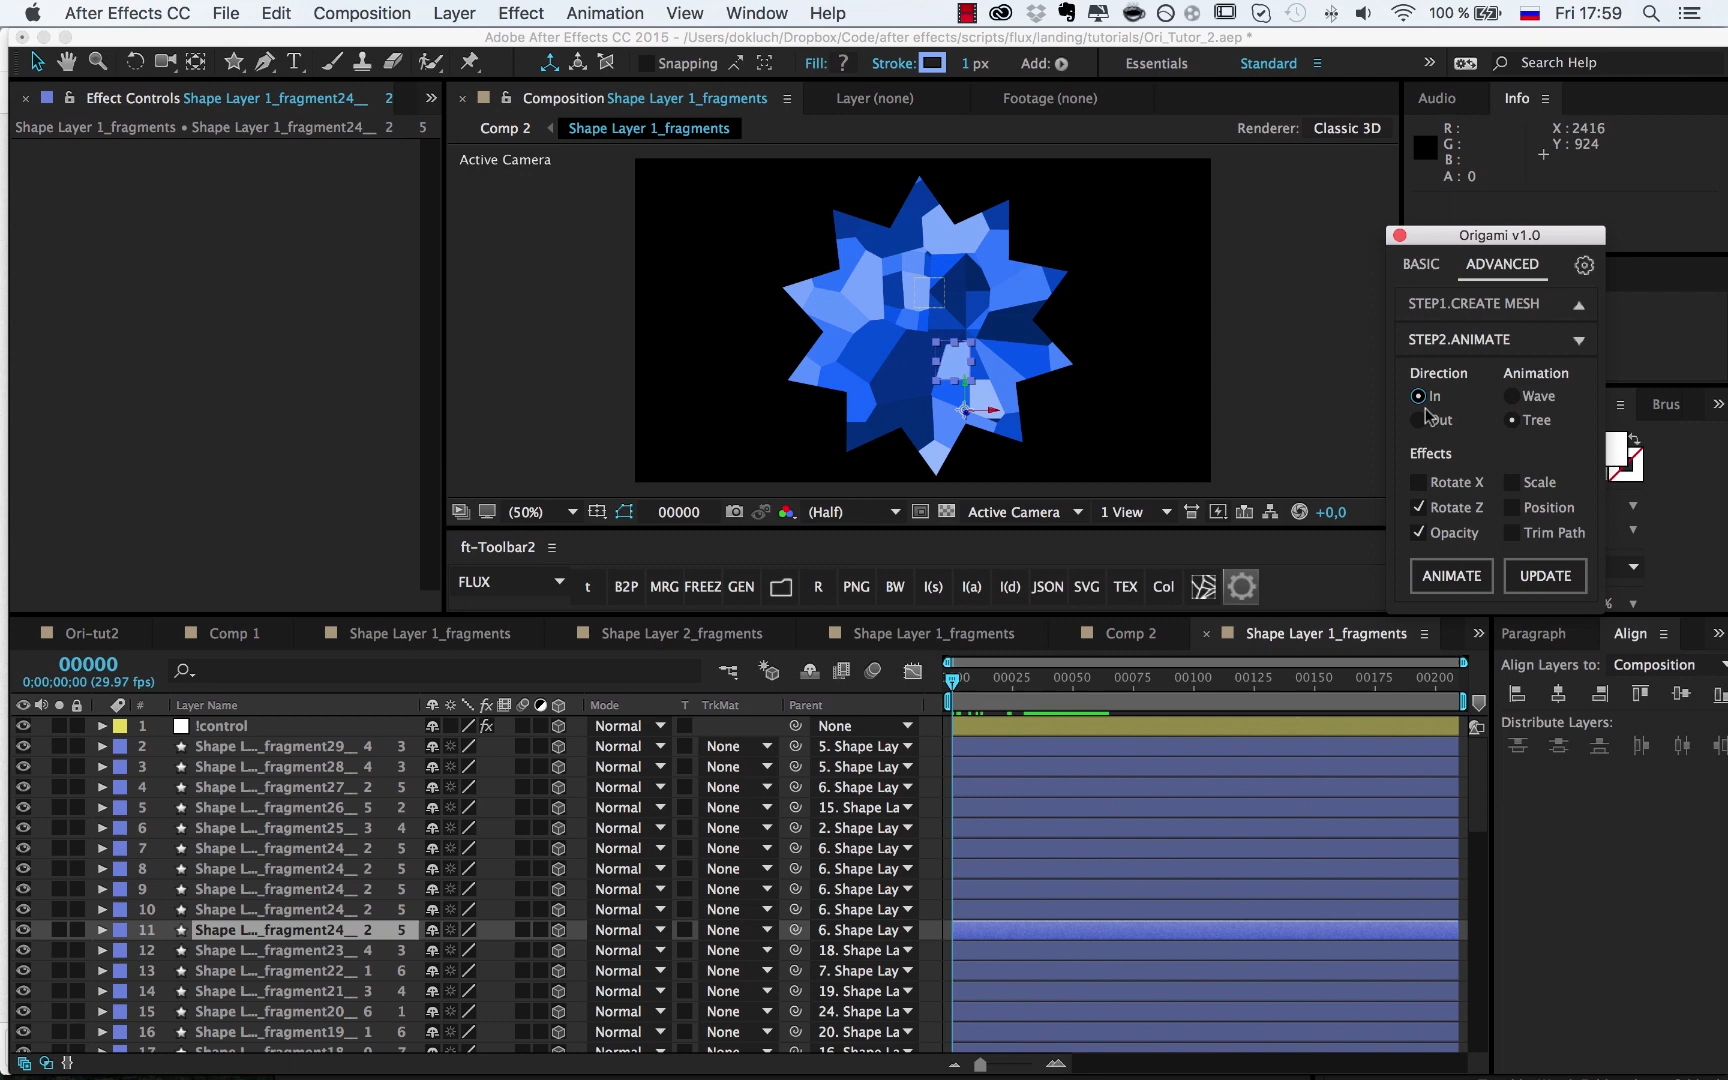 After Effects CC File Edit Composition Layer Effect Animation View Window Help 100 % Fri 17:59
Adobe After Effects CC 2015 - /Users/dokluch/Dropbox/Code/after effects/scripts/flux/landing/tutorials/Ori_Tutor_2.aep *
Snapping Fill: ? Stroke: 1 px Add: Essentials Standard Search Help
Effect Controls Shape Layer 1_fragment24__ 2 Composition Shape Layer 1_fragments Layer (none) Footage (none) Audio Info
Shape Layer 1_fragments • Shape Layer 1_fragment24__ 2 5 Comp 2 Shape Layer 1_fragments Renderer: Classic 3D
Active Camera
R: X: 2416
G: Y: 924
B:
A: 0
Origami v1.0
BASIC ADVANCED
STEP1.CREATE MESH
STEP2.ANIMATE
Direction Animation
In Wave
Out Tree
Brus
Effects
Rotate X Scale
Rotate Z Position
Opacity Trim Path
ANIMATE UPDATE
%
(50%) 00000 (Half) Active Camera 1 View +0,0
ft-Toolbar2
FLUX t B2P MRG FREEZ GEN R PNG BW I(s) I(a) I(d) JSON SVG TEX Col
Ori-tut2 Comp 1 Shape Layer 1_fragments Shape Layer 2_fragments Shape Layer 1_fragments Comp 2 Shape Layer 1_fragments
Paragraph Align
00000
0;00;00;00 (29.97 fps)
00025 00050 00075 00100 00125 00150 00175 00200
Align Layers to: Composition
Distribute Layers:
# Layer Name fx Mode T TrkMat Parent
1 !control fx Normal None
2 Shape L..._fragment29__ 4 3 Normal None 5. Shape Lay
3 Shape L..._fragment28__ 4 3 Normal None 5. Shape Lay
4 Shape L..._fragment27__ 2 5 Normal None 6. Shape Lay
5 Shape L..._fragment26__ 5 2 Normal None 15. Shape La
6 Shape L..._fragment25__ 3 4 Normal None 2. Shape Lay
7 Shape L..._fragment24__ 2 5 Normal None 6. Shape Lay
8 Shape L..._fragment24__ 2 5 Normal None 6. Shape Lay
9 Shape L..._fragment24__ 2 5 Normal None 6. Shape Lay
10 Shape L..._fragment24__ 2 5 Normal None 6. Shape Lay
11 Shape L..._fragment24__ 2 5 Normal None 6. Shape Lay
12 Shape L..._fragment23__ 4 3 Normal None 18. Shape La
13 Shape L..._fragment22__ 1 6 Normal None 7. Shape Lay
14 Shape L..._fragment21__ 3 4 Normal None 19. Shape La
15 Shape L..._fragment20__ 6 1 Normal None 24. Shape La
16 Shape L..._fragment19__ 1 6 Normal None 20. Shape La